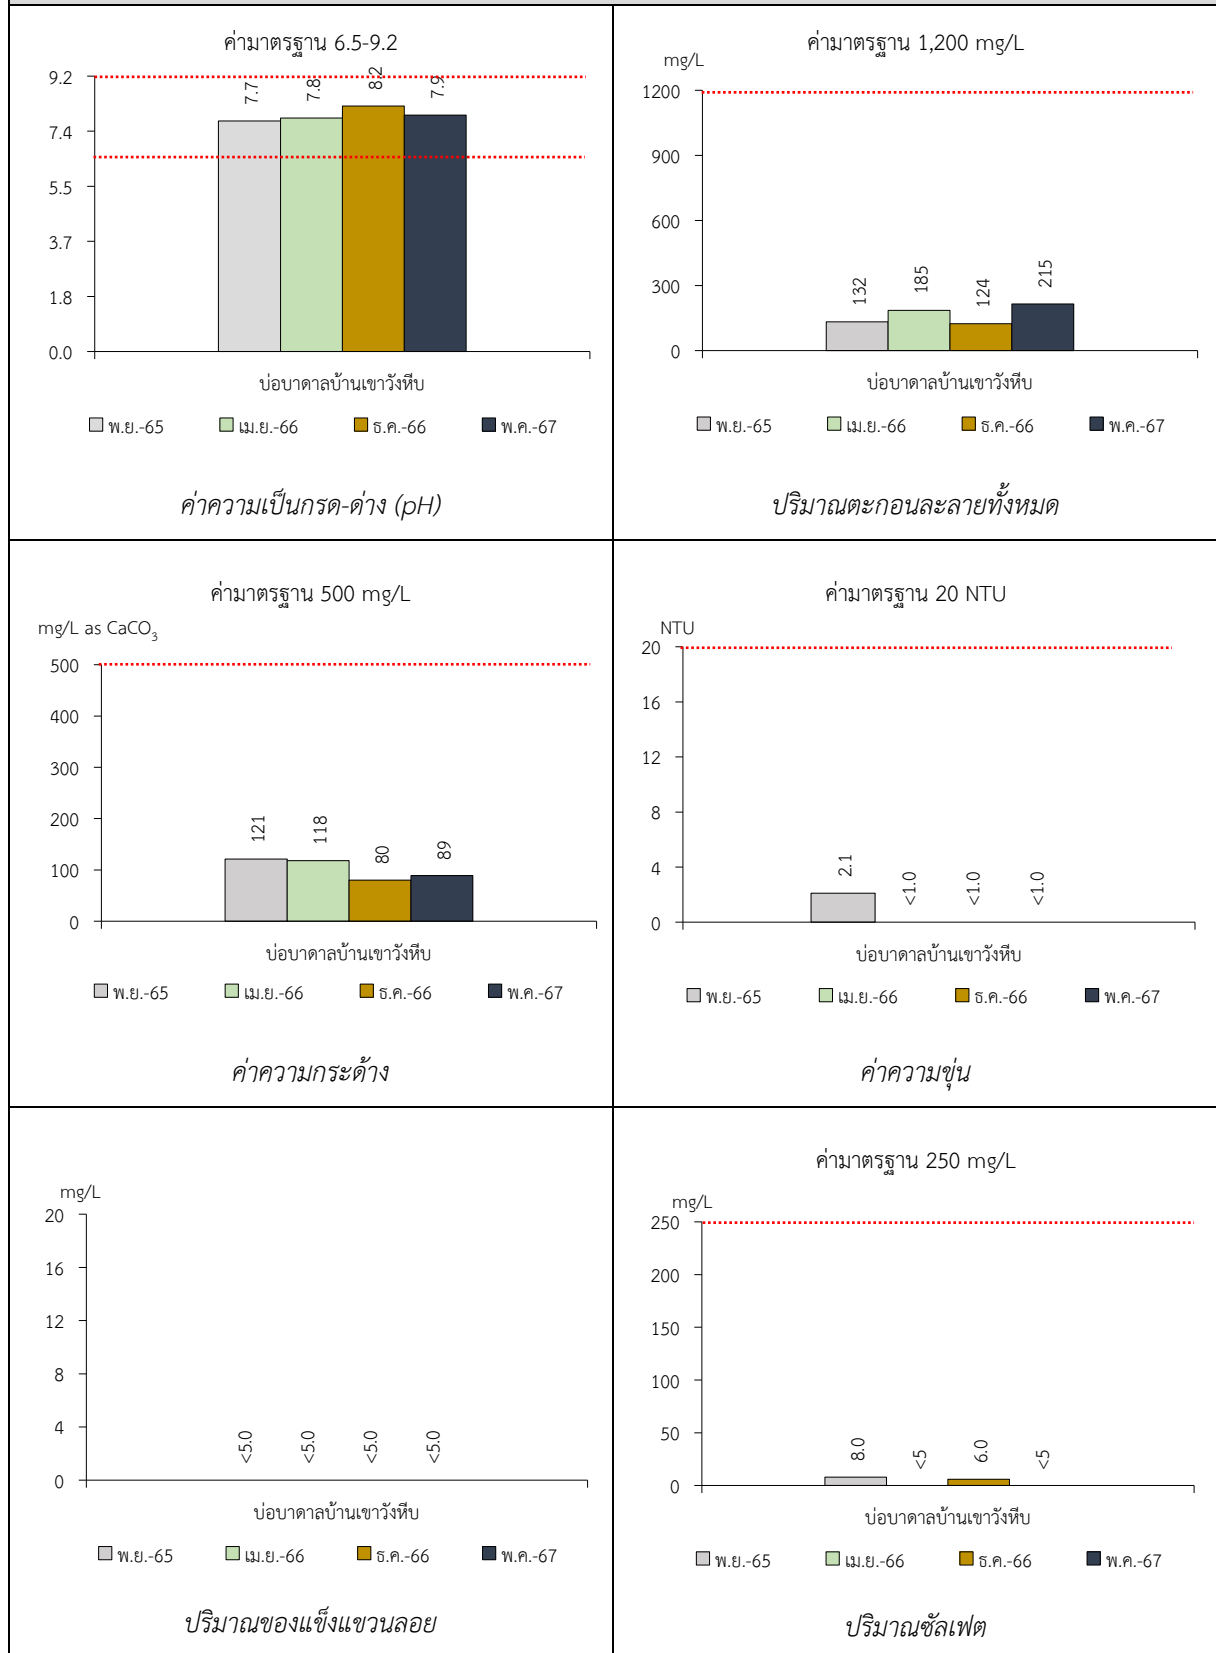 ค่ามาตรฐาน 6.5-9.2
9.2
7.4
5.5
3.7
1.8
0.0
7.7
7.8
8.2
7.9
บ่อบาดาลบ้านเขาวังหีบ
พ.ย.-65 เม.ย.-66 ธ.ค.-66 พ.ค.-67
ค่าความเป็นกรด-ด่าง (pH)
ค่ามาตรฐาน 1,200 mg/L
mg/L
1200
900
600
300
0
132
185
124
215
บ่อบาดาลบ้านเขาวังหีบ
พ.ย.-65 เม.ย.-66 ธ.ค.-66 พ.ค.-67
ปริมาณตะกอนละลายทั้งหมด
ค่ามาตรฐาน 500 mg/L
mg/L as CaCO₃
500
400
300
200
100
0
121
118
80
89
บ่อบาดาลบ้านเขาวังหีบ
พ.ย.-65 เม.ย.-66 ธ.ค.-66 พ.ค.-67
ค่าความกระด้าง
ค่ามาตรฐาน 20 NTU
NTU
20
16
12
8
4
0
2.1
<1.0
<1.0
<1.0
บ่อบาดาลบ้านเขาวังหีบ
พ.ย.-65 เม.ย.-66 ธ.ค.-66 พ.ค.-67
ค่าความขุ่น
mg/L
20
16
12
8
4
0
<5.0
<5.0
<5.0
<5.0
บ่อบาดาลบ้านเขาวังหีบ
พ.ย.-65 เม.ย.-66 ธ.ค.-66 พ.ค.-67
ปริมาณของแข็งแขวนลอย
ค่ามาตรฐาน 250 mg/L
mg/L
250
200
150
100
50
0
8.0
<5
6.0
<5
บ่อบาดาลบ้านเขาวังหีบ
พ.ย.-65 เม.ย.-66 ธ.ค.-66 พ.ค.-67
ปริมาณซัลเฟต